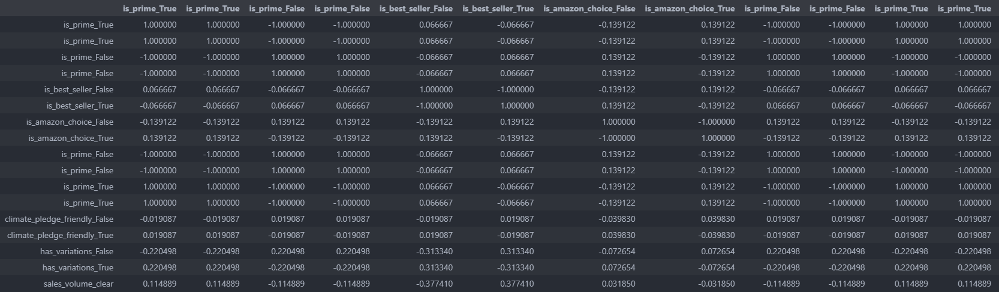 is_prime_True is_prime_True is_prime_False is_prime_False is_best_seller_False is_best_seller_True is_amazon_choice_False is_amazon_choice_True is_prime_False is_prime_False is_prime_True is_prime_True
is_prime_True 1.000000 1.000000 -1.000000 -1.000000 0.066667 -0.066667 -0.139122 0.139122 -1.000000 -1.000000 1.000000 1.000000
is_prime_True 1.000000 1.000000 -1.000000 -1.000000 0.066667 -0.066667 -0.139122 0.139122 -1.000000 -1.000000 1.000000 1.000000
is_prime_False -1.000000 -1.000000 1.000000 1.000000 -0.066667 0.066667 0.139122 -0.139122 1.000000 1.000000 -1.000000 -1.000000
is_prime_False -1.000000 -1.000000 1.000000 1.000000 -0.066667 0.066667 0.139122 -0.139122 1.000000 1.000000 -1.000000 -1.000000
is_best_seller_False 0.066667 0.066667 -0.066667 -0.066667 1.000000 -1.000000 -0.139122 0.139122 -0.066667 -0.066667 0.066667 0.066667
is_best_seller_True -0.066667 -0.066667 0.066667 0.066667 -1.000000 1.000000 0.139122 -0.139122 0.066667 0.066667 -0.066667 -0.066667
is_amazon_choice_False -0.139122 -0.139122 0.139122 0.139122 -0.139122 0.139122 1.000000 -1.000000 0.139122 0.139122 -0.139122 -0.139122
is_amazon_choice_True 0.139122 0.139122 -0.139122 -0.139122 0.139122 -0.139122 -1.000000 1.000000 -0.139122 -0.139122 0.139122 0.139122
is_prime_False -1.000000 -1.000000 1.000000 1.000000 -0.066667 0.066667 0.139122 -0.139122 1.000000 1.000000 -1.000000 -1.000000
is_prime_False -1.000000 -1.000000 1.000000 1.000000 -0.066667 0.066667 0.139122 -0.139122 1.000000 1.000000 -1.000000 -1.000000
is_prime_True 1.000000 1.000000 -1.000000 -1.000000 0.066667 -0.066667 -0.139122 0.139122 -1.000000 -1.000000 1.000000 1.000000
is_prime_True 1.000000 1.000000 -1.000000 -1.000000 0.066667 -0.066667 -0.139122 0.139122 -1.000000 -1.000000 1.000000 1.000000
climate_pledge_friendly_False -0.019087 -0.019087 0.019087 0.019087 -0.019087 0.019087 -0.039830 0.039830 0.019087 0.019087 -0.019087 -0.019087
climate_pledge_friendly_True 0.019087 0.019087 -0.019087 -0.019087 0.019087 -0.019087 0.039830 -0.039830 -0.019087 -0.019087 0.019087 0.019087
has_variations_False -0.220498 -0.220498 0.220498 0.220498 -0.313340 0.313340 -0.072654 0.072654 0.220498 0.220498 -0.220498 -0.220498
has_variations_True 0.220498 0.220498 -0.220498 -0.220498 0.313340 -0.313340 0.072654 -0.072654 -0.220498 -0.220498 0.220498 0.220498
sales_volume_clear 0.114889 0.114889 -0.114889 -0.114889 -0.377410 0.377410 0.031850 -0.031850 -0.114889 -0.114889 0.114889 0.114889